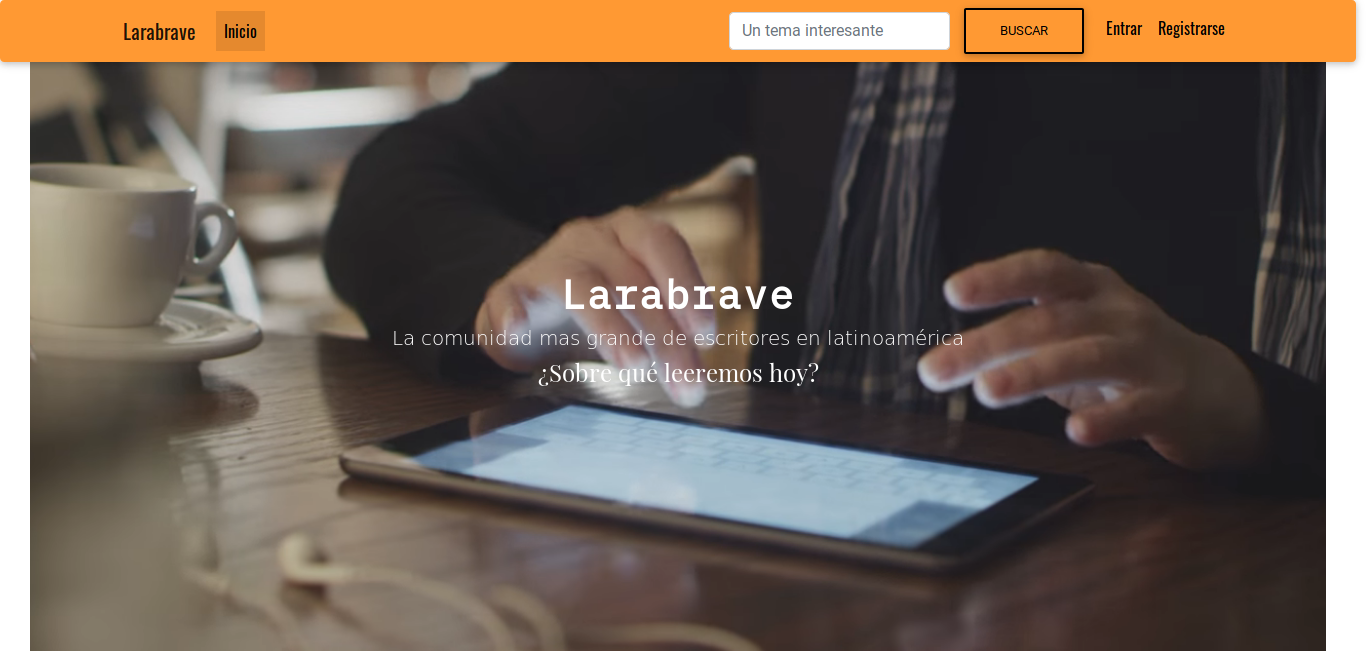 Larabrave Inicio Un tema interesante BUSCAR Entrar Registrarse
Larabrave
La comunidad mas grande de escritores en latinoamérica
¿Sobre qué leeremos hoy?